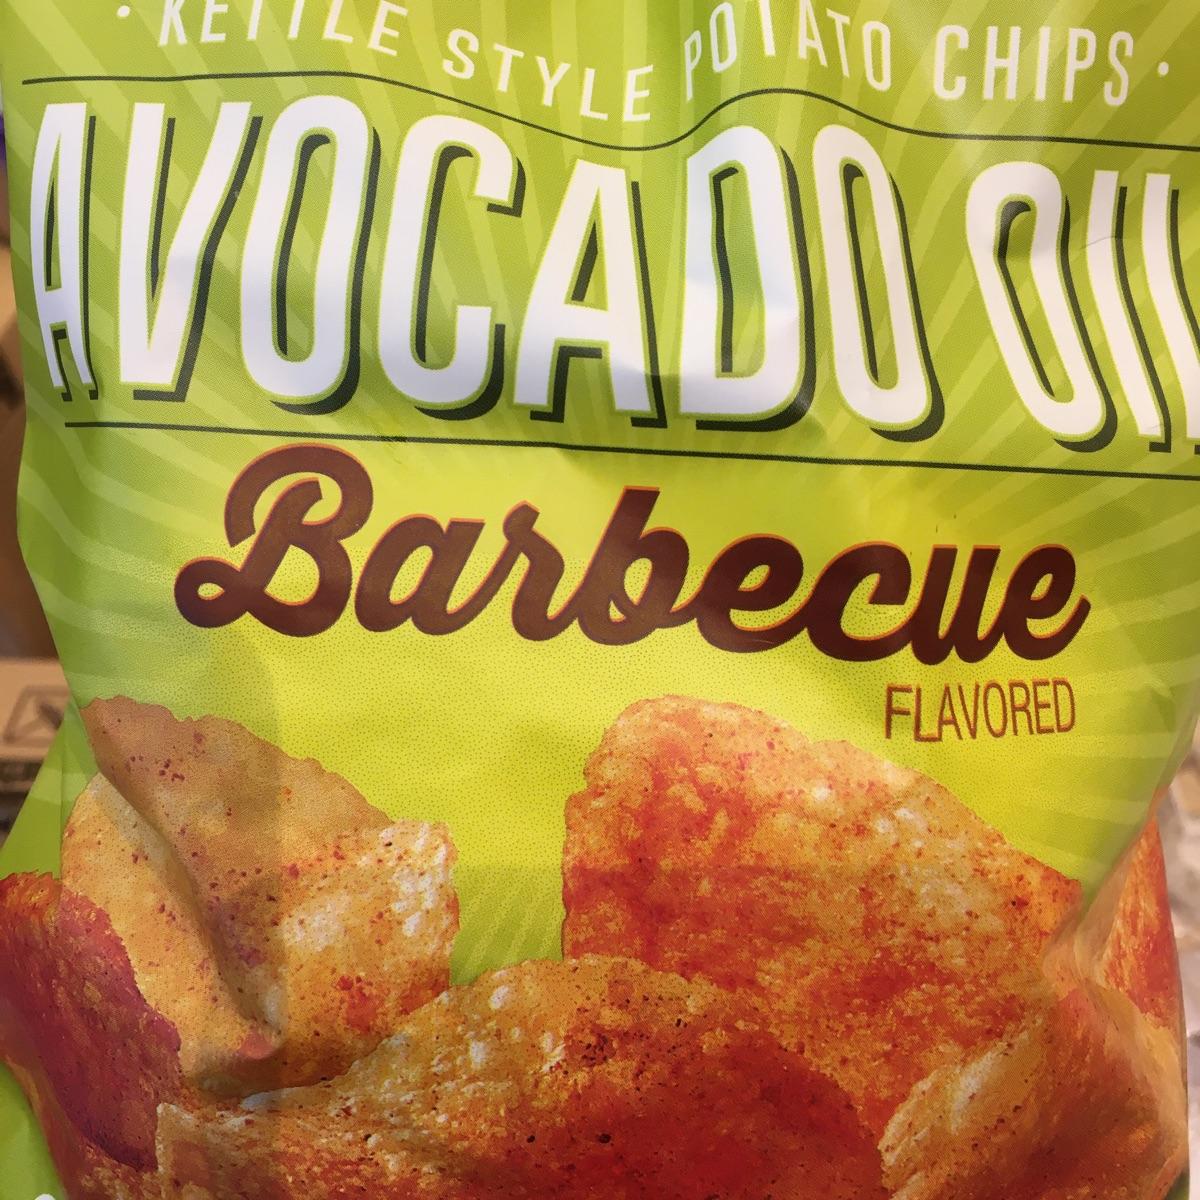 · KETTLE STYLE POTATO CHIPS ·
AVOCADO OIL
Barbecue
FLAVORED